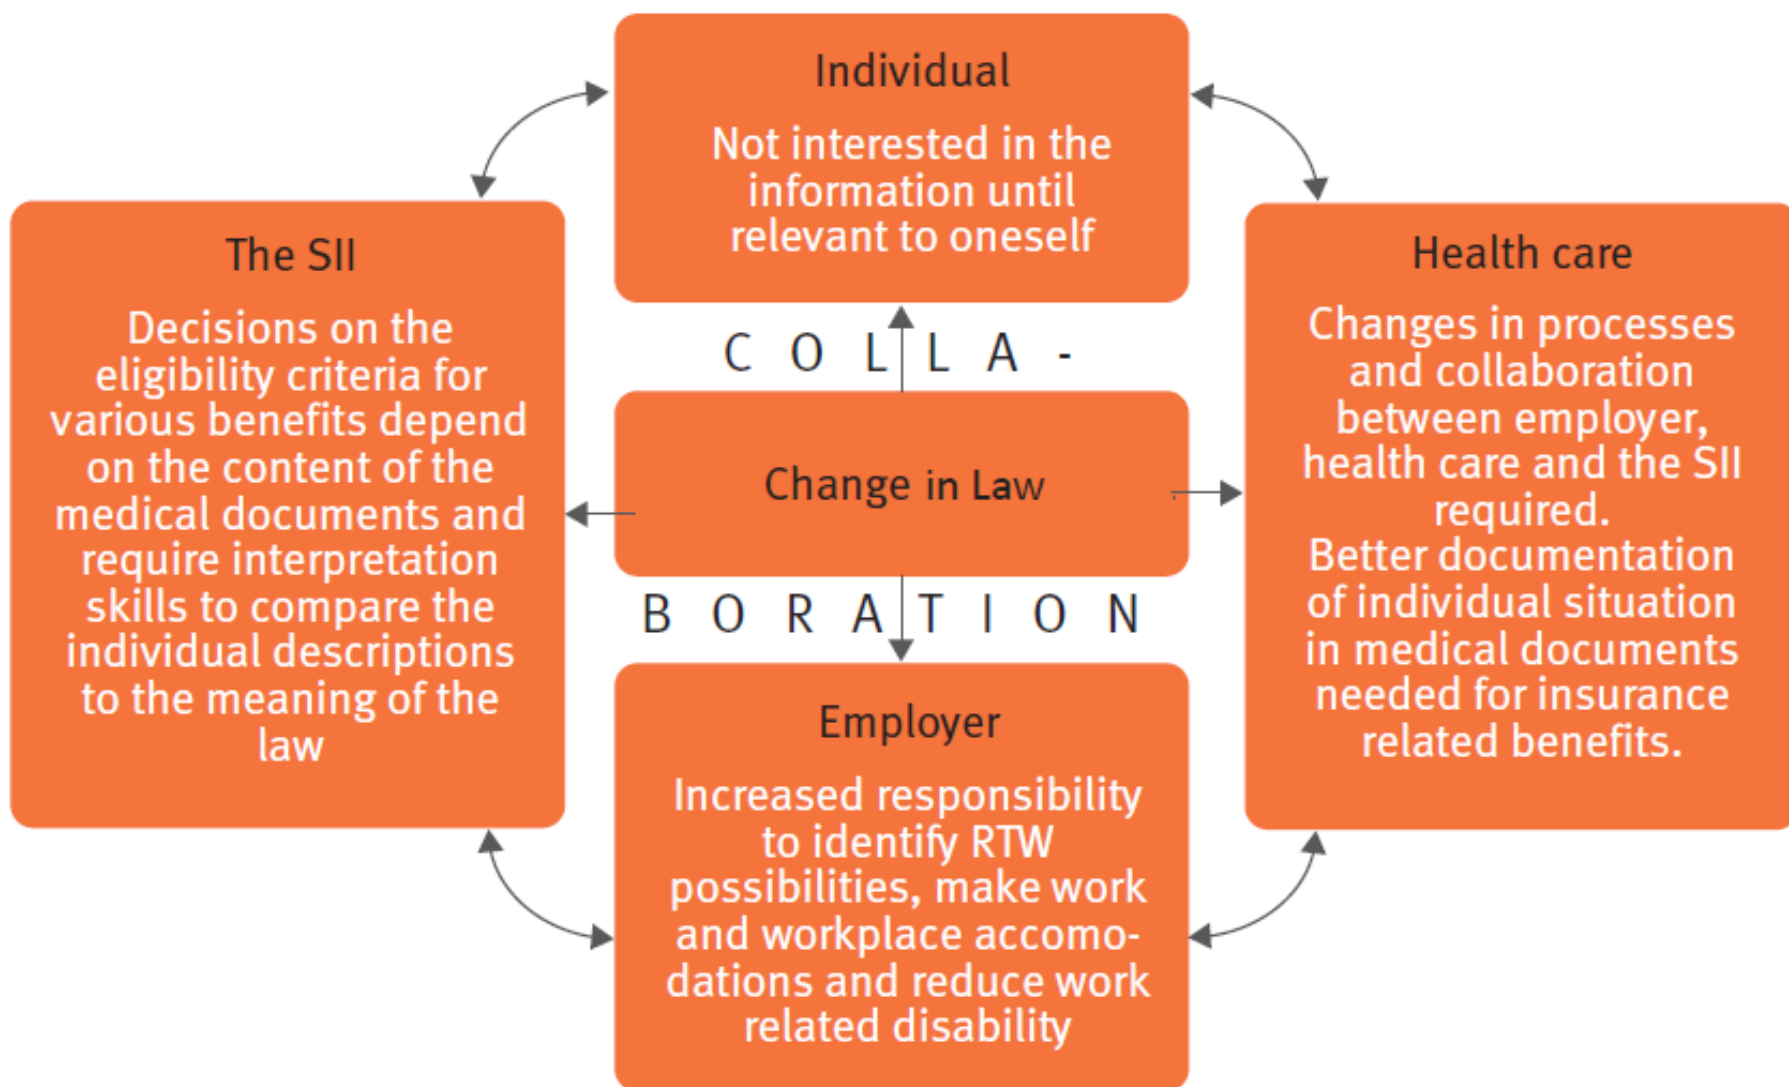 Individual
Not interested in the
information until
relevant to oneself
The SII
Decisions on the
eligibility criteria for
various benefits depend
on the content of the
medical documents and
require interpretation
skills to compare the
individual descriptions
to the meaning of the
law
C O L L A -
Change in Law
B O R A T I O N
Health care
Changes in processes
and collaboration
between employer,
health care and the SII
required.
Better documentation
of individual situation
in medical documents
needed for insurance
related benefits.
Employer
Increased responsibility
to identify RTW
possibilities, make work
and workplace accomo-
dations and reduce work
related disability